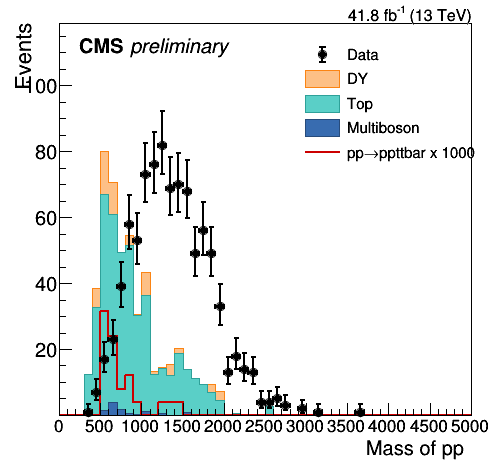 41.8 fb⁻¹ (13 TeV)
CMS preliminary
Events
Data
DY
Top
Multiboson
pp→ppttbar x 1000
100
80
60
40
20
0 500 1000 1500 2000 2500 3000 3500 4000 4500 5000
Mass of pp